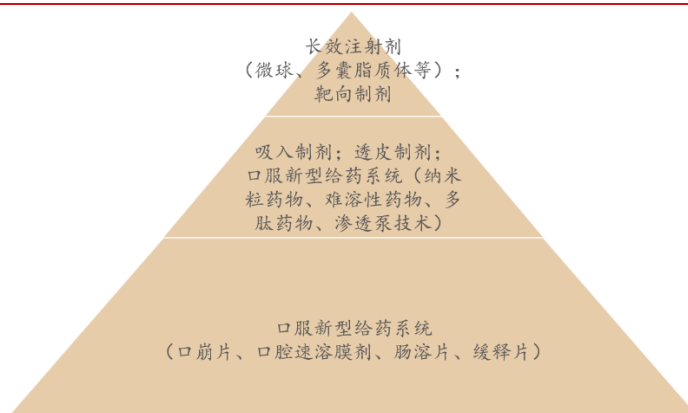 长效注射剂
（微球、多囊脂质体等）；
靶向制剂
吸入制剂；透皮制剂；
口服新型给药系统（纳米
粒药物、难溶性药物、多
肽药物、渗透泵技术）
口服新型给药系统
（口崩片、口腔速溶膜剂、肠溶片、缓释片）